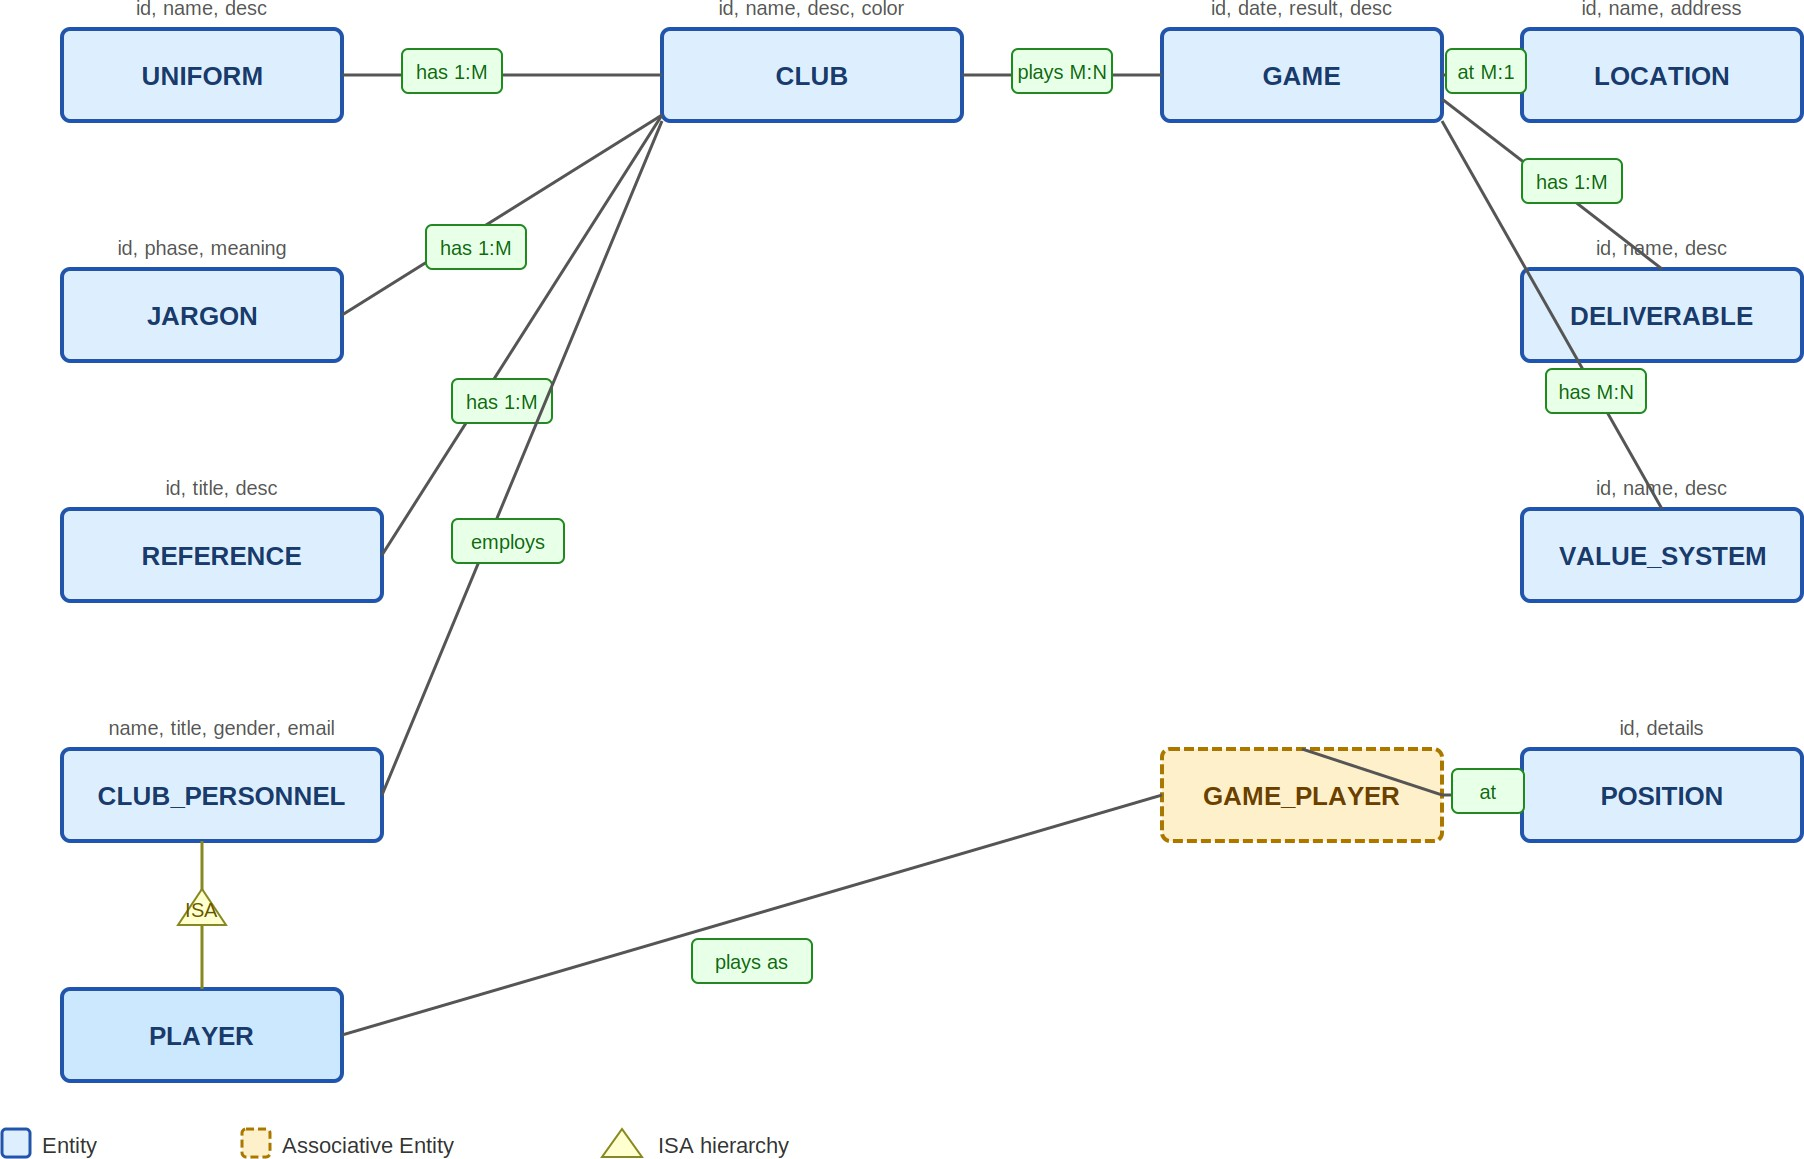 id, name, desc
id, name, desc, color
id, date, result, desc
id, name, address
UNIFORM
has 1:M
CLUB
plays M:N
GAME
at M:1
LOCATION
has 1:M
id, phase, meaning
has 1:M
id, name, desc
JARGON
DELIVERABLE
has 1:M
has M:N
id, title, desc
id, name, desc
REFERENCE
employs
VALUE_SYSTEM
name, title, gender, email
id, details
CLUB_PERSONNEL
GAME_PLAYER
at
POSITION
ISA
plays as
PLAYER
Entity
Associative Entity
ISA hierarchy